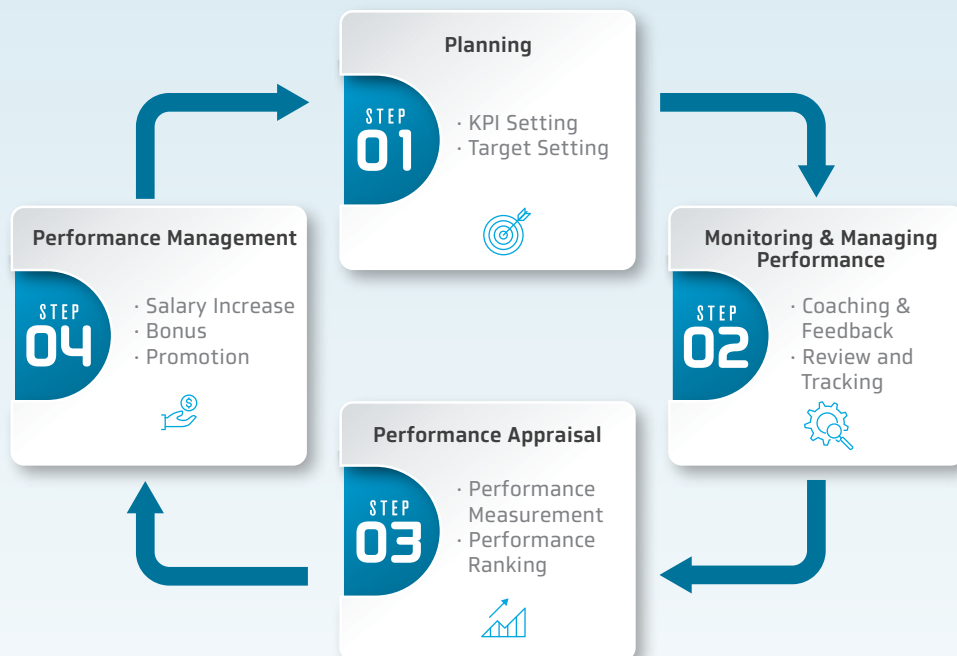 Planning
STEP
01
· KPI Setting
· Target Setting
Monitoring & Managing
Performance
STEP
02
· Coaching &
Feedback
· Review and
Tracking
Performance Appraisal
STEP
03
· Performance
Measurement
· Performance
Ranking
Performance Management
STEP
04
· Salary Increase
· Bonus
· Promotion
$